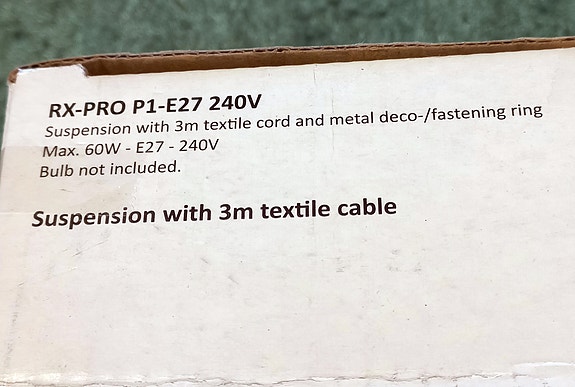 RX-PRO P1-E27 240V
Suspension with 3m textile cord and metal deco-/fastening ring
Max. 60W - E27 - 240V
Bulb not included.
Suspension with 3m textile cable